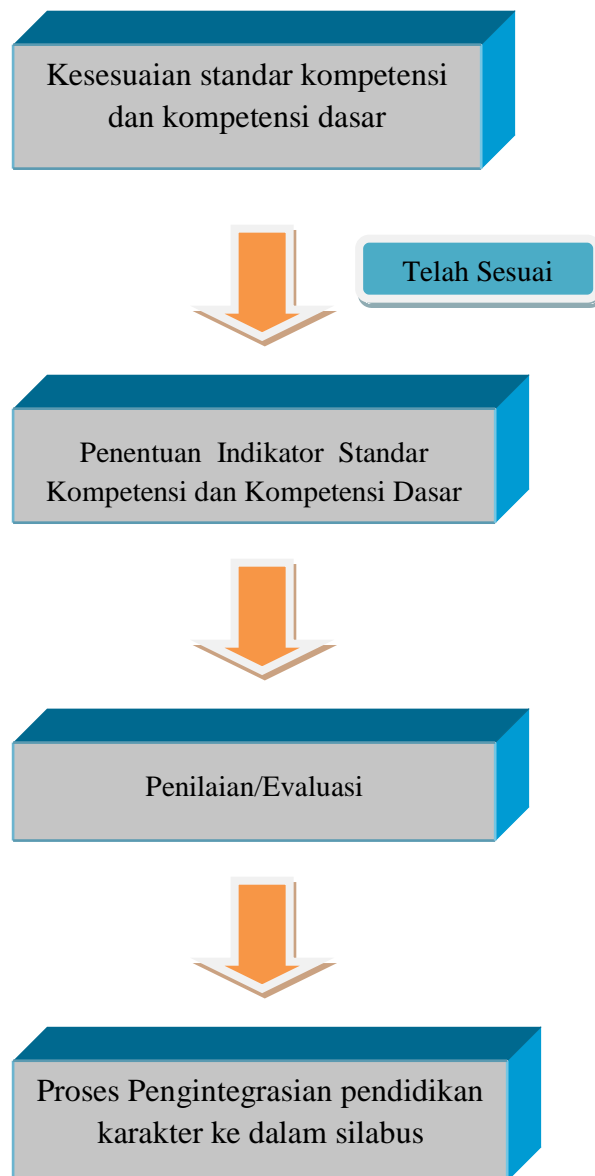 Kesesuaian standar kompetensi
dan kompetensi dasar
Telah Sesuai
Penentuan Indikator Standar
Kompetensi dan Kompetensi Dasar
Penilaian/Evaluasi
Proses Pengintegrasian pendidikan
karakter ke dalam silabus